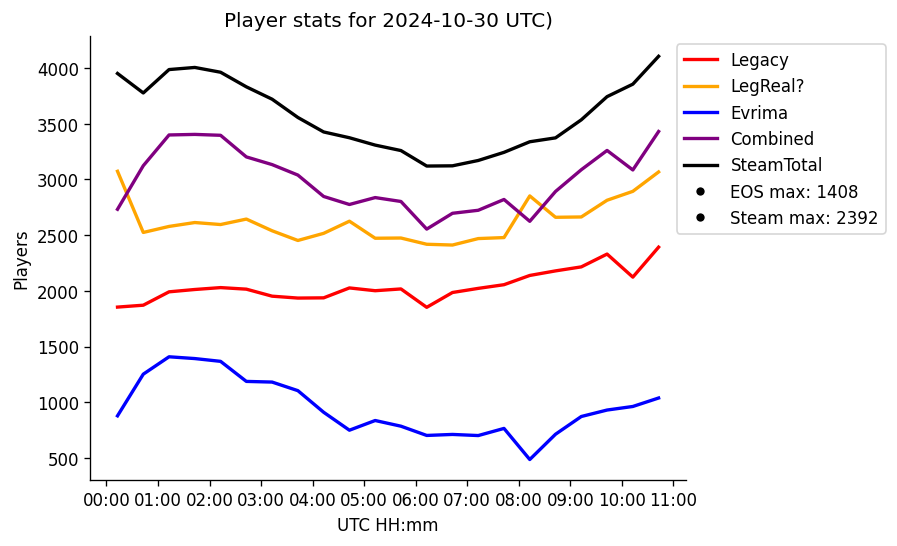 Player stats for 2024-10-30 UTC)
Legacy
LegReal?
Evrima
Combined
SteamTotal
EOS max: 1408
Steam max: 2392
Players
4000
3500
3000
2500
2000
1500
1000
500
00:00 01:00 02:00 03:00 04:00 05:00 06:00 07:00 08:00 09:00 10:00 11:00
UTC HH:mm